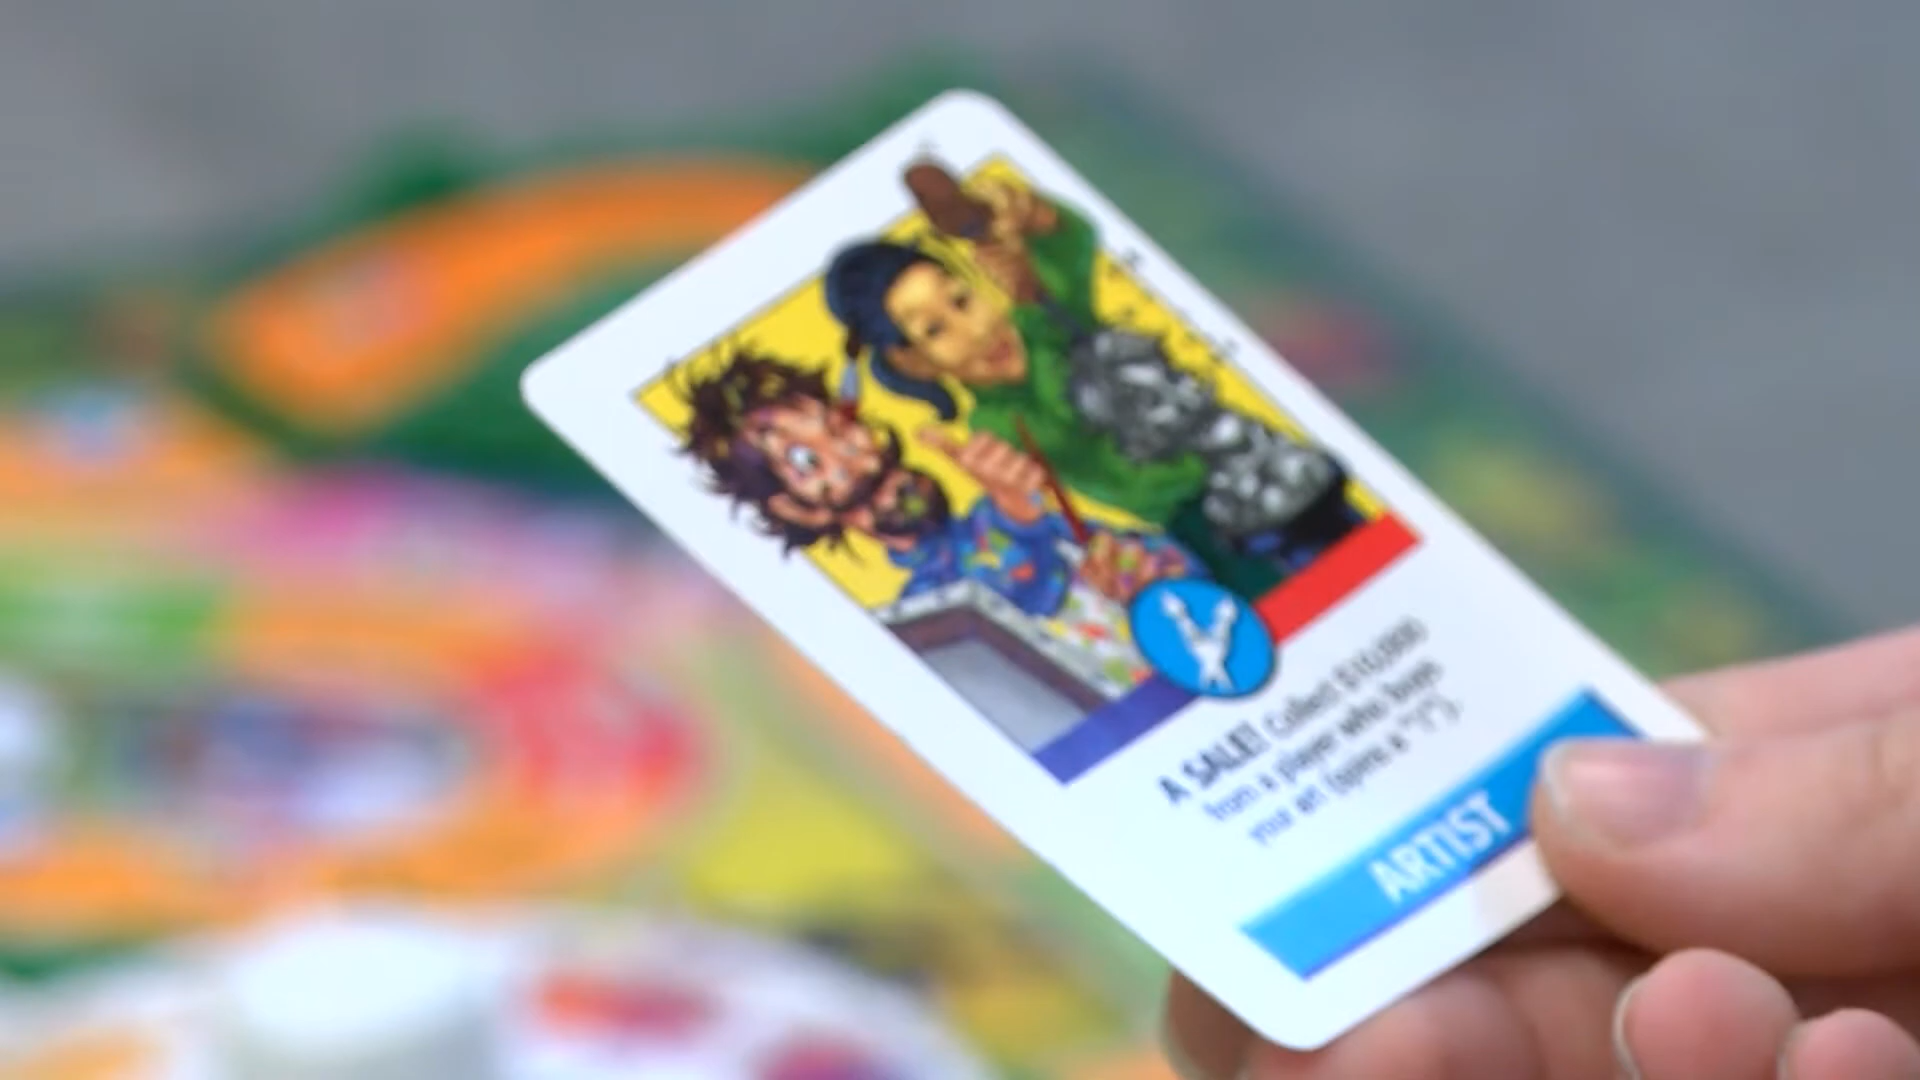 A SALE! Collect $10,000
from a player who buys
your art (spins a "1").
ARTIST